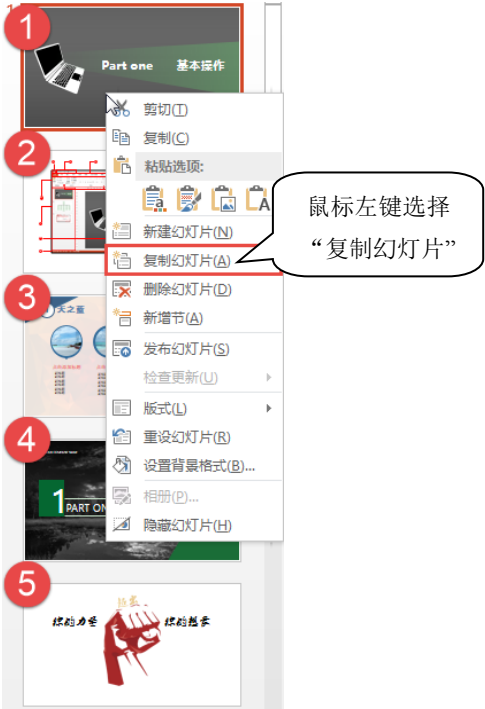 1
Part one 基本操作
剪切(T)
复制(C)
粘贴选项:
新建幻灯片(N)
复制幻灯片(A)
删除幻灯片(D)
新增节(A)
发布幻灯片(S)
检查更新(U)
版式(L)
重设幻灯片(R)
设置背景格式(B)...
相册(P)...
隐藏幻灯片(H)
鼠标左键选择
“复制幻灯片”
2
3
天之蓝
4
1 PART ON
5